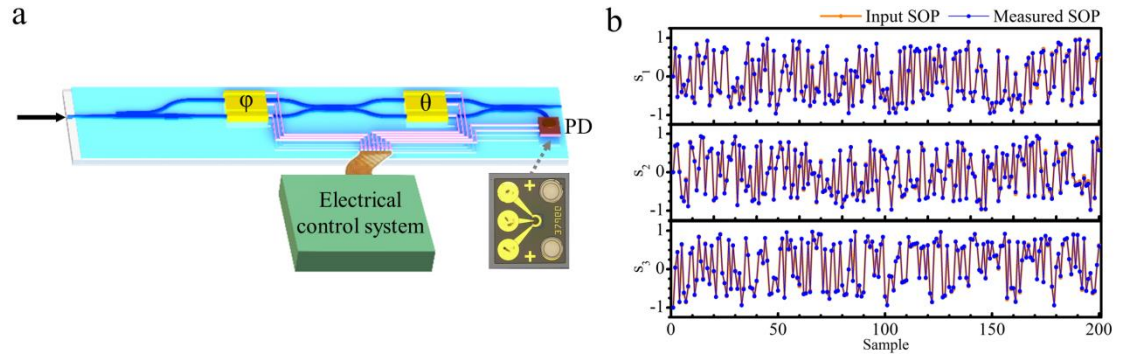 a
φ
θ
PD
Electrical
control system
37900
b
Input SOP
Measured SOP
1
0
-1
s1
1
0
-1
s2
1
0
-1
s3
0
50
100
150
200
Sample